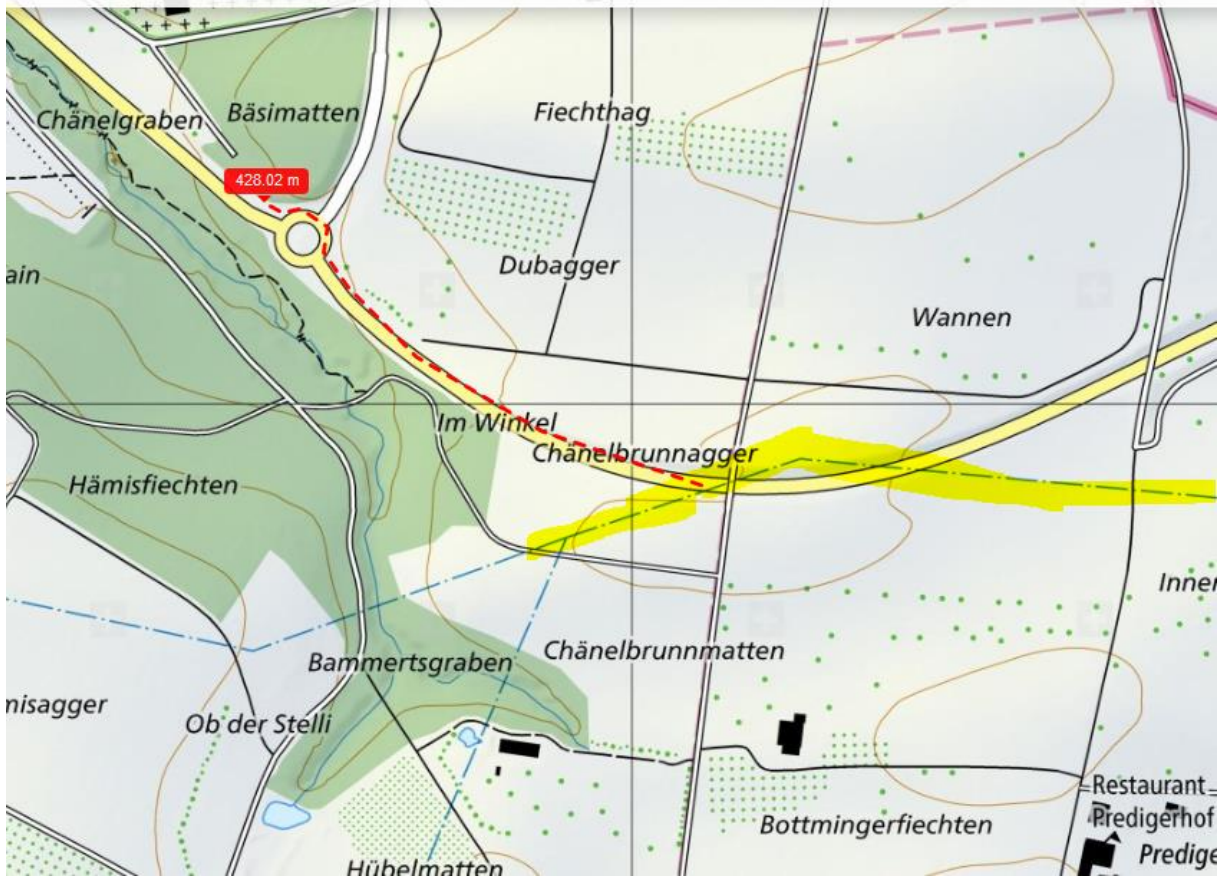 Chänelgraben
Bäsimatten
Fiechthag
428.02 m
Dubagger
ain
Wannen
Im Winkel
Chänelbrunnagger
Hämisfiechten
Inner
Chänelbrunnmatten
Bammertsgraben
misagger
Ob der Stelli
Restaurant
Predigerhof
Bottmingerfiechten
Predige
Hübelmatten